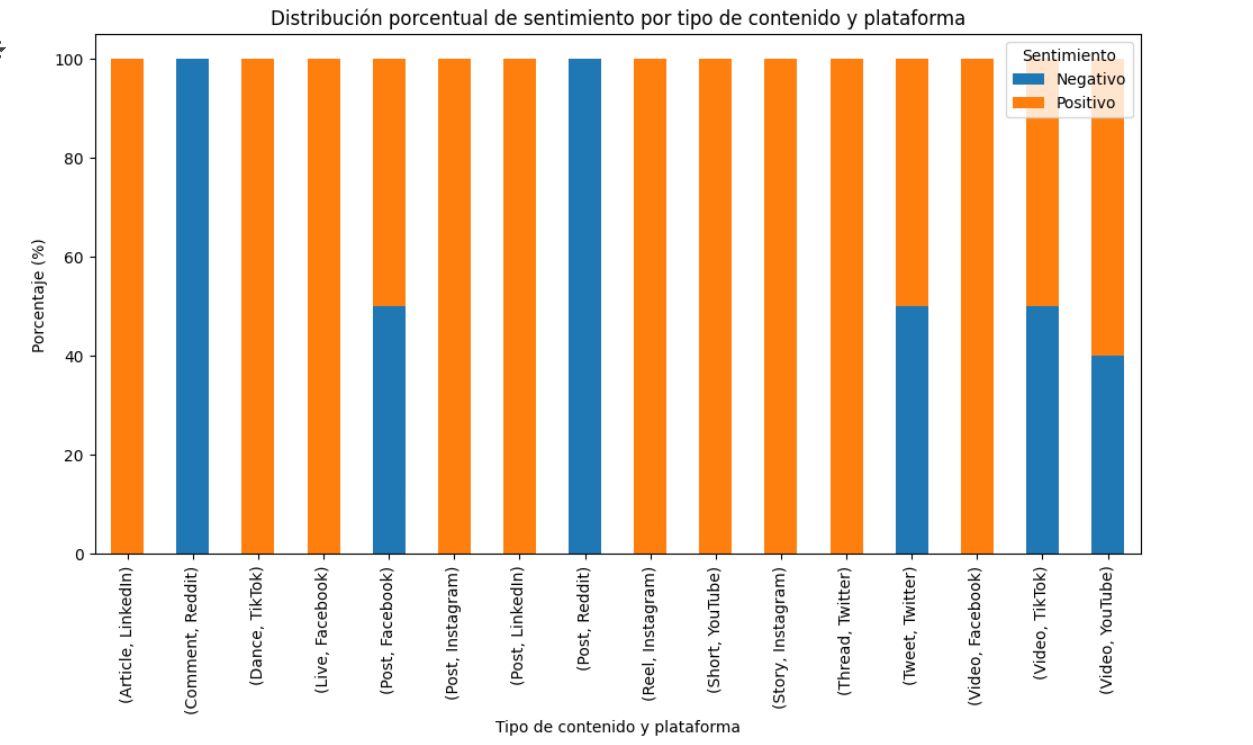 Distribución porcentual de sentimiento por tipo de contenido y plataforma
Sentimiento
Negativo
Positivo
Porcentaje (%)
100
80
60
40
20
0
(Article, LinkedIn)
(Comment, Reddit)
(Dance, TikTok)
(Live, Facebook)
(Post, Facebook)
(Post, Instagram)
(Post, LinkedIn)
(Post, Reddit)
(Reel, Instagram)
(Short, YouTube)
(Story, Instagram)
(Thread, Twitter)
(Tweet, Twitter)
(Video, Facebook)
(Video, TikTok)
(Video, YouTube)
Tipo de contenido y plataforma